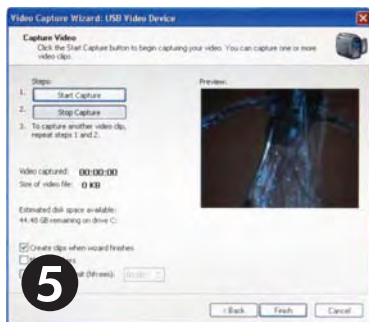 Video Capture Wizard: USB Video Device
Capture Video
Click the Start Capture button to begin capturing your video. You can capture one or more
video clips.
Steps:
1. Start Capture
2. Stop Capture
3. To capture another video clip,
repeat steps 1 and 2.
Preview:
Video captured: 00:00:00
Size of video file: 0 KB
Estimated disk space available:
44.48 GB remaining on drive C:
Create clips when wizard finishes
5
< Back
Finish
Cancel